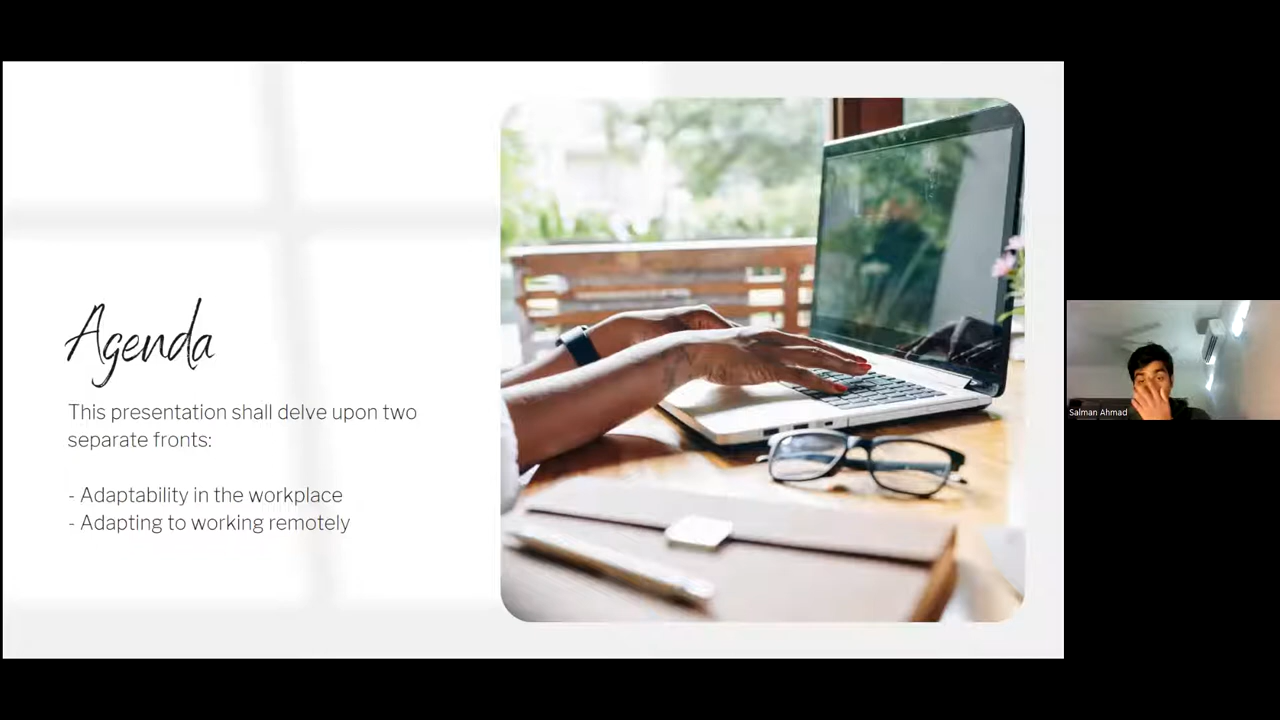 Agenda
This presentation shall delve upon two
separate fronts:
- Adaptability in the workplace
- Adapting to working remotely
Salman Ahmad